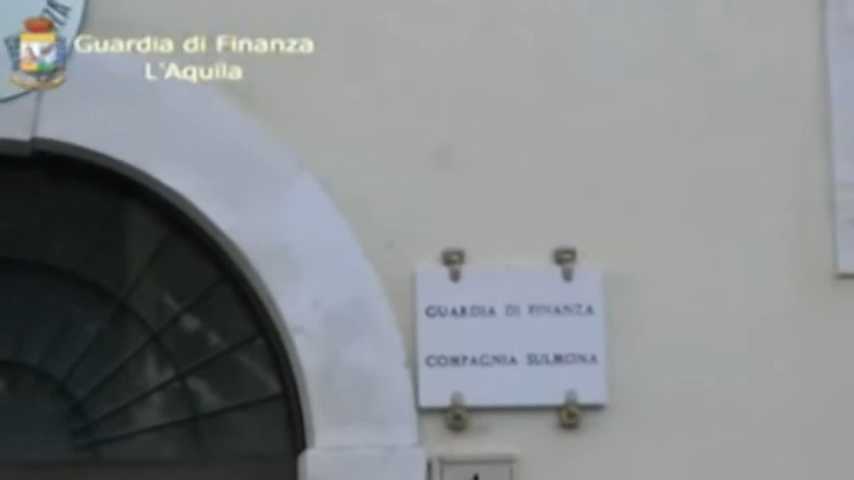 Guardia di Finanza
L'Aquila
GUARDIA DI FINANZA
COMPAGNIA SULMONA